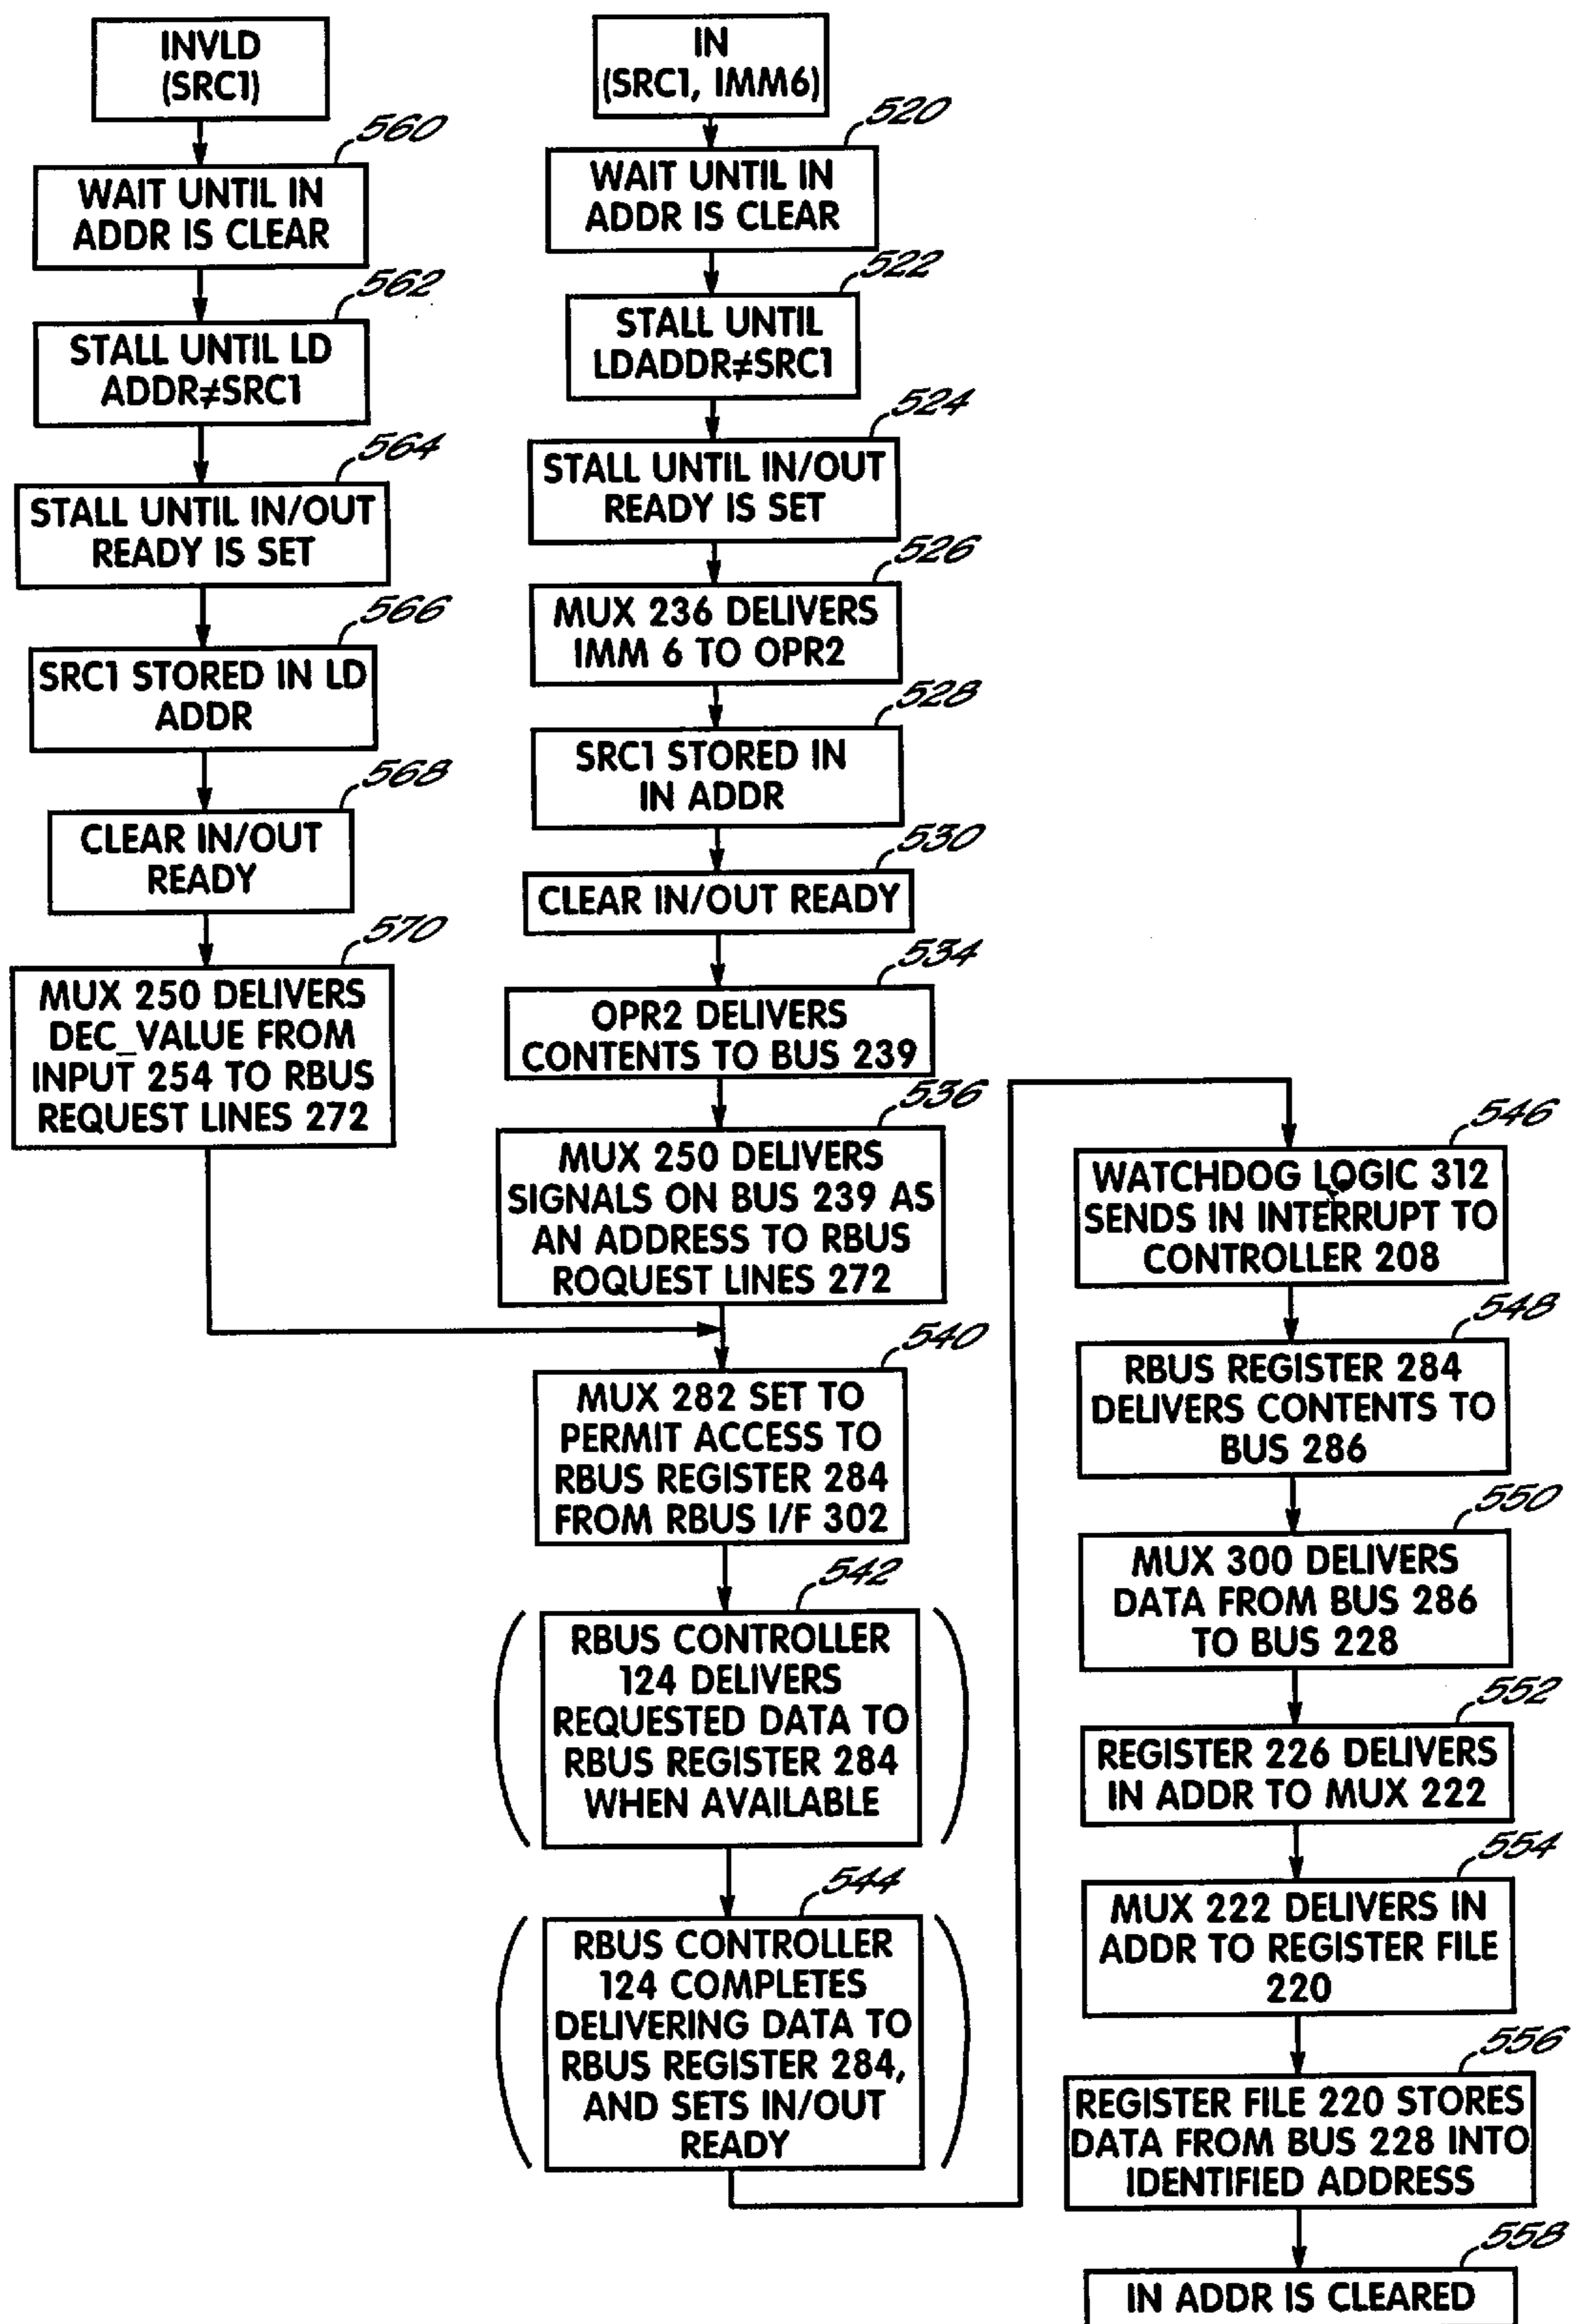 INVLD
(SRC1)
560
WAIT UNTIL IN
ADDR IS CLEAR
562
STALL UNTIL LD
ADDR≠SRC1
564
STALL UNTIL IN/OUT
READY IS SET
566
SRC1 STORED IN LD
ADDR
568
CLEAR IN/OUT
READY
570
MUX 250 DELIVERS
DEC_VALUE FROM
INPUT 254 TO RBUS
REQUEST LINES 272
IN
(SRC1, IMM6)
520
WAIT UNTIL IN
ADDR IS CLEAR
522
STALL UNTIL
LDADDR≠SRC1
524
STALL UNTIL IN/OUT
READY IS SET
526
MUX 236 DELIVERS
IMM 6 TO OPR2
528
SRC1 STORED IN
IN ADDR
530
CLEAR IN/OUT READY
534
OPR2 DELIVERS
CONTENTS TO BUS 239
536
MUX 250 DELIVERS
SIGNALS ON BUS 239 AS
AN ADDRESS TO RBUS
ROQUEST LINES 272
540
MUX 282 SET TO
PERMIT ACCESS TO
RBUS REGISTER 284
FROM RBUS I/F 302
542
RBUS CONTROLLER
124 DELIVERS
REQUESTED DATA TO
RBUS REGISTER 284
WHEN AVAILABLE
544
RBUS CONTROLLER
124 COMPLETES
DELIVERING DATA TO
RBUS REGISTER 284,
AND SETS IN/OUT
READY
546
WATCHDOG LOGIC 312
SENDS IN INTERRUPT TO
CONTROLLER 208
548
RBUS REGISTER 284
DELIVERS CONTENTS TO
BUS 286
550
MUX 300 DELIVERS
DATA FROM BUS 286
TO BUS 228
552
REGISTER 226 DELIVERS
IN ADDR TO MUX 222
554
MUX 222 DELIVERS IN
ADDR TO REGISTER FILE
220
556
REGISTER FILE 220 STORES
DATA FROM BUS 228 INTO
IDENTIFIED ADDRESS
558
IN ADDR IS CLEARED